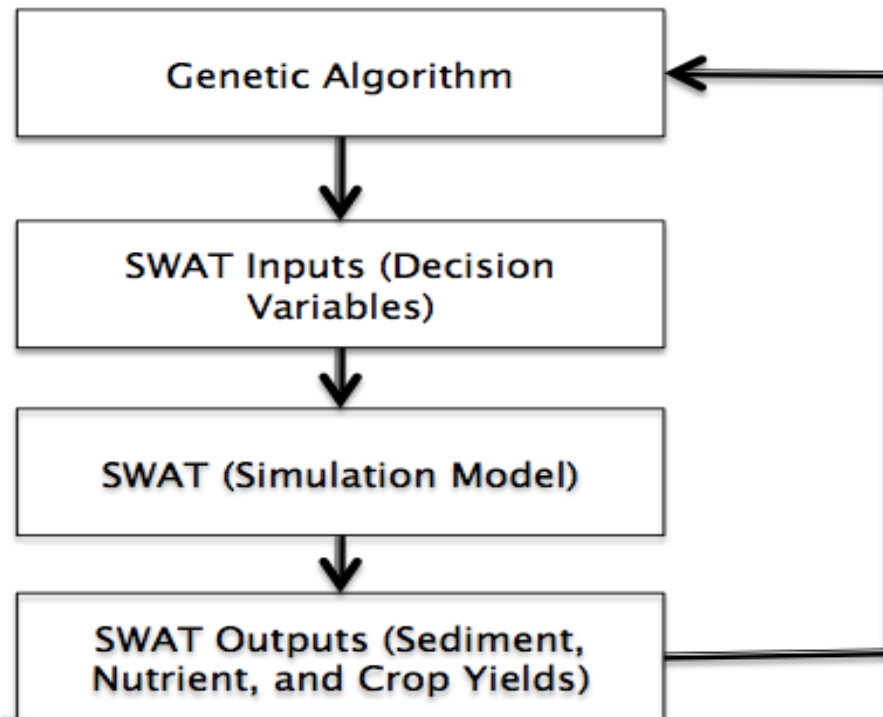 Genetic Algorithm
SWAT Inputs (Decision
Variables)
SWAT (Simulation Model)
SWAT Outputs (Sediment,
Nutrient, and Crop Yields)